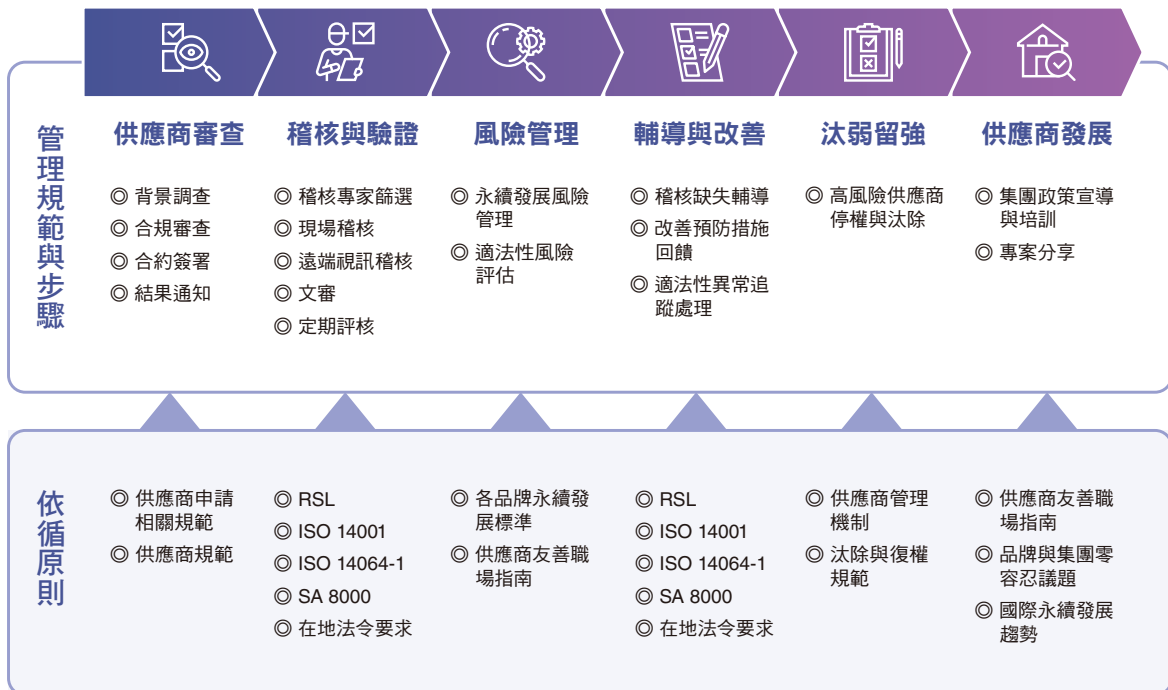 管理規範與步驟
供應商審查
◎ 背景調查
◎ 合規審查
◎ 合約簽署
◎ 結果通知
稽核與驗證
◎ 稽核專家篩選
◎ 現場稽核
◎ 遠端視訊稽核
◎ 文審
◎ 定期評核
風險管理
◎ 永續發展風險
管理
◎ 適法性風險
評估
輔導與改善
◎ 稽核缺失輔導
◎ 改善預防措施
回饋
◎ 適法性異常追
蹤處理
汰弱留強
◎ 高風險供應商
停權與汰除
供應商發展
◎ 集團政策宣導
與培訓
◎ 專案分享
依循原則
◎ 供應商申請
相關規範
◎ 供應商規範
◎ RSL
◎ ISO 14001
◎ ISO 14064-1
◎ SA 8000
◎ 在地法令要求
◎ 各品牌永續發
展標準
◎ 供應商友善職
場指南
◎ RSL
◎ ISO 14001
◎ ISO 14064-1
◎ SA 8000
◎ 在地法令要求
◎ 供應商管理
機制
◎ 汰除與復權
規範
◎ 供應商友善職
場指南
◎ 品牌與集團零
容忍議題
◎ 國際永續發展
趨勢